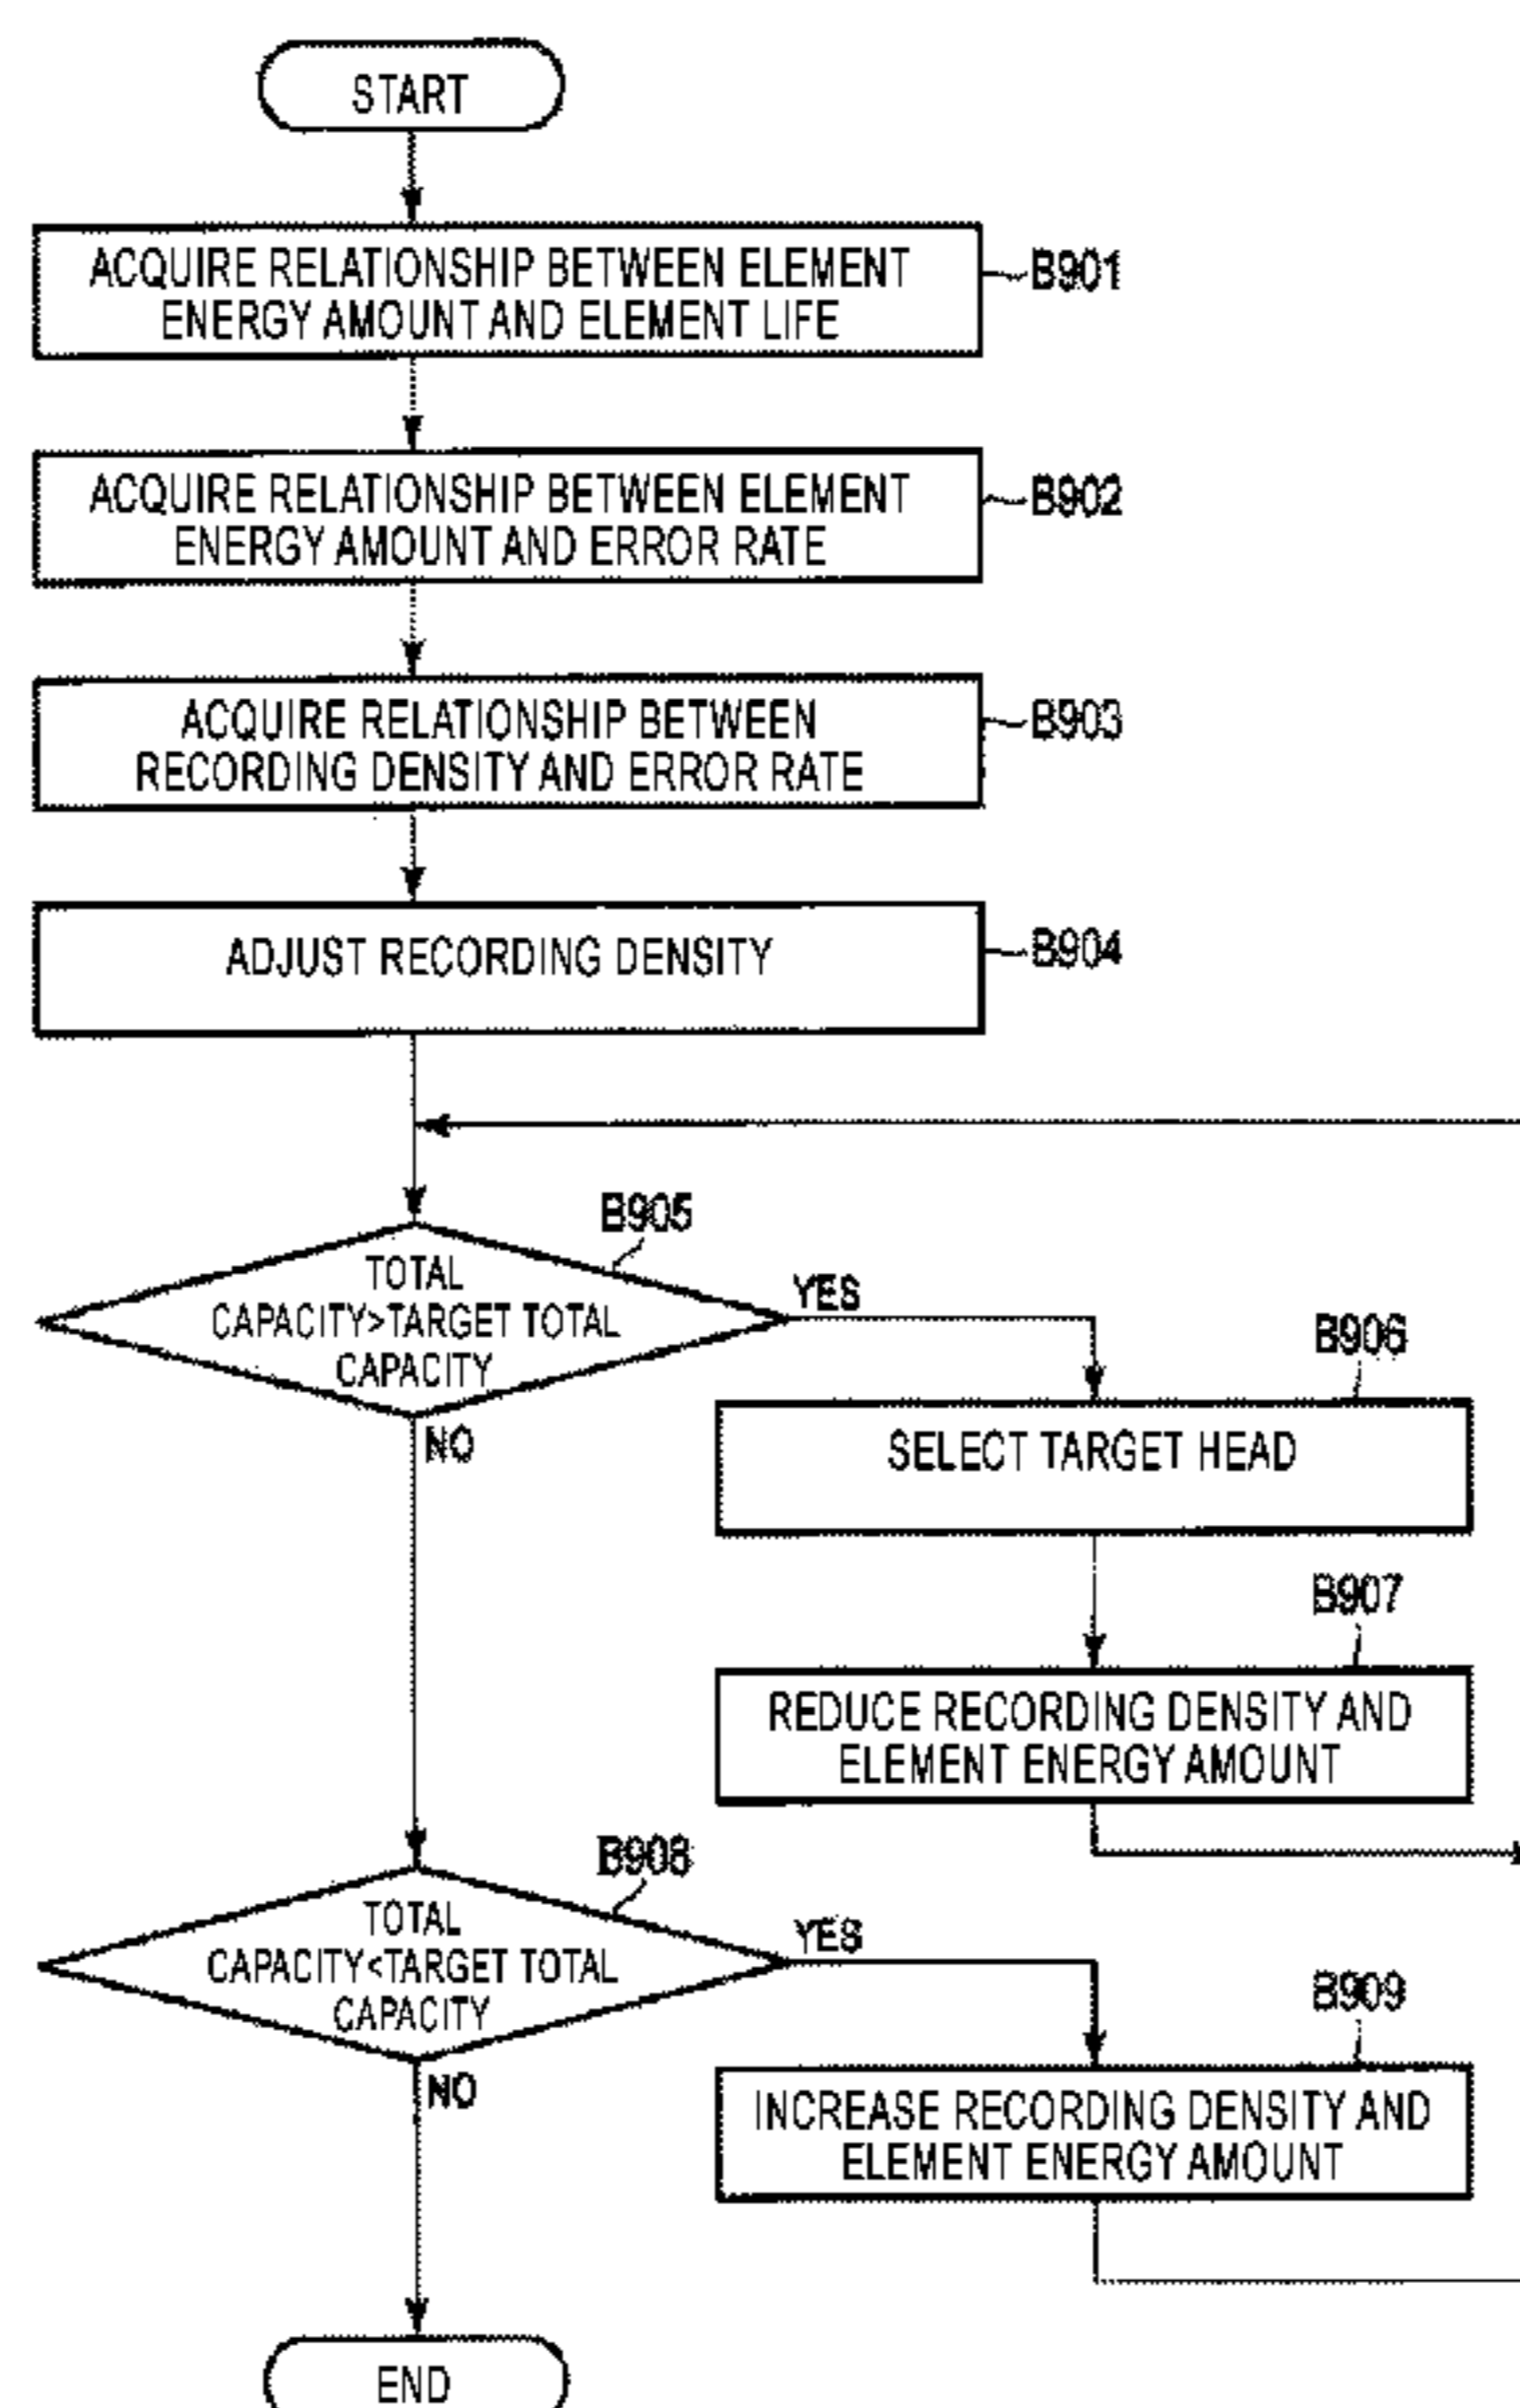 START
ACQUIRE RELATIONSHIP BETWEEN ELEMENT
ENERGY AMOUNT AND ELEMENT LIFE
B901
ACQUIRE RELATIONSHIP BETWEEN ELEMENT
ENERGY AMOUNT AND ERROR RATE
B902
ACQUIRE RELATIONSHIP BETWEEN
RECORDING DENSITY AND ERROR RATE
B903
ADJUST RECORDING DENSITY
B904
B905
TOTAL
CAPACITY>TARGET TOTAL
CAPACITY
YES
NO
B906
SELECT TARGET HEAD
B907
REDUCE RECORDING DENSITY AND
ELEMENT ENERGY AMOUNT
B908
TOTAL
CAPACITY<TARGET TOTAL
CAPACITY
YES
NO
B909
INCREASE RECORDING DENSITY AND
ELEMENT ENERGY AMOUNT
END